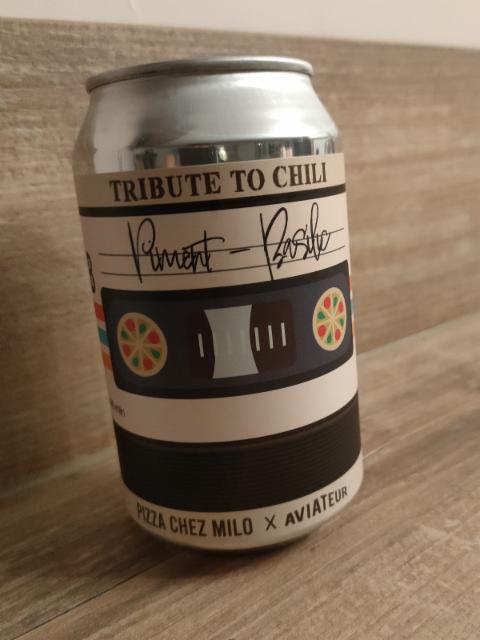 TRIBUTE TO CHILI
Piment - Basilic
PIZZA CHEZ MILO X AVIATEUR